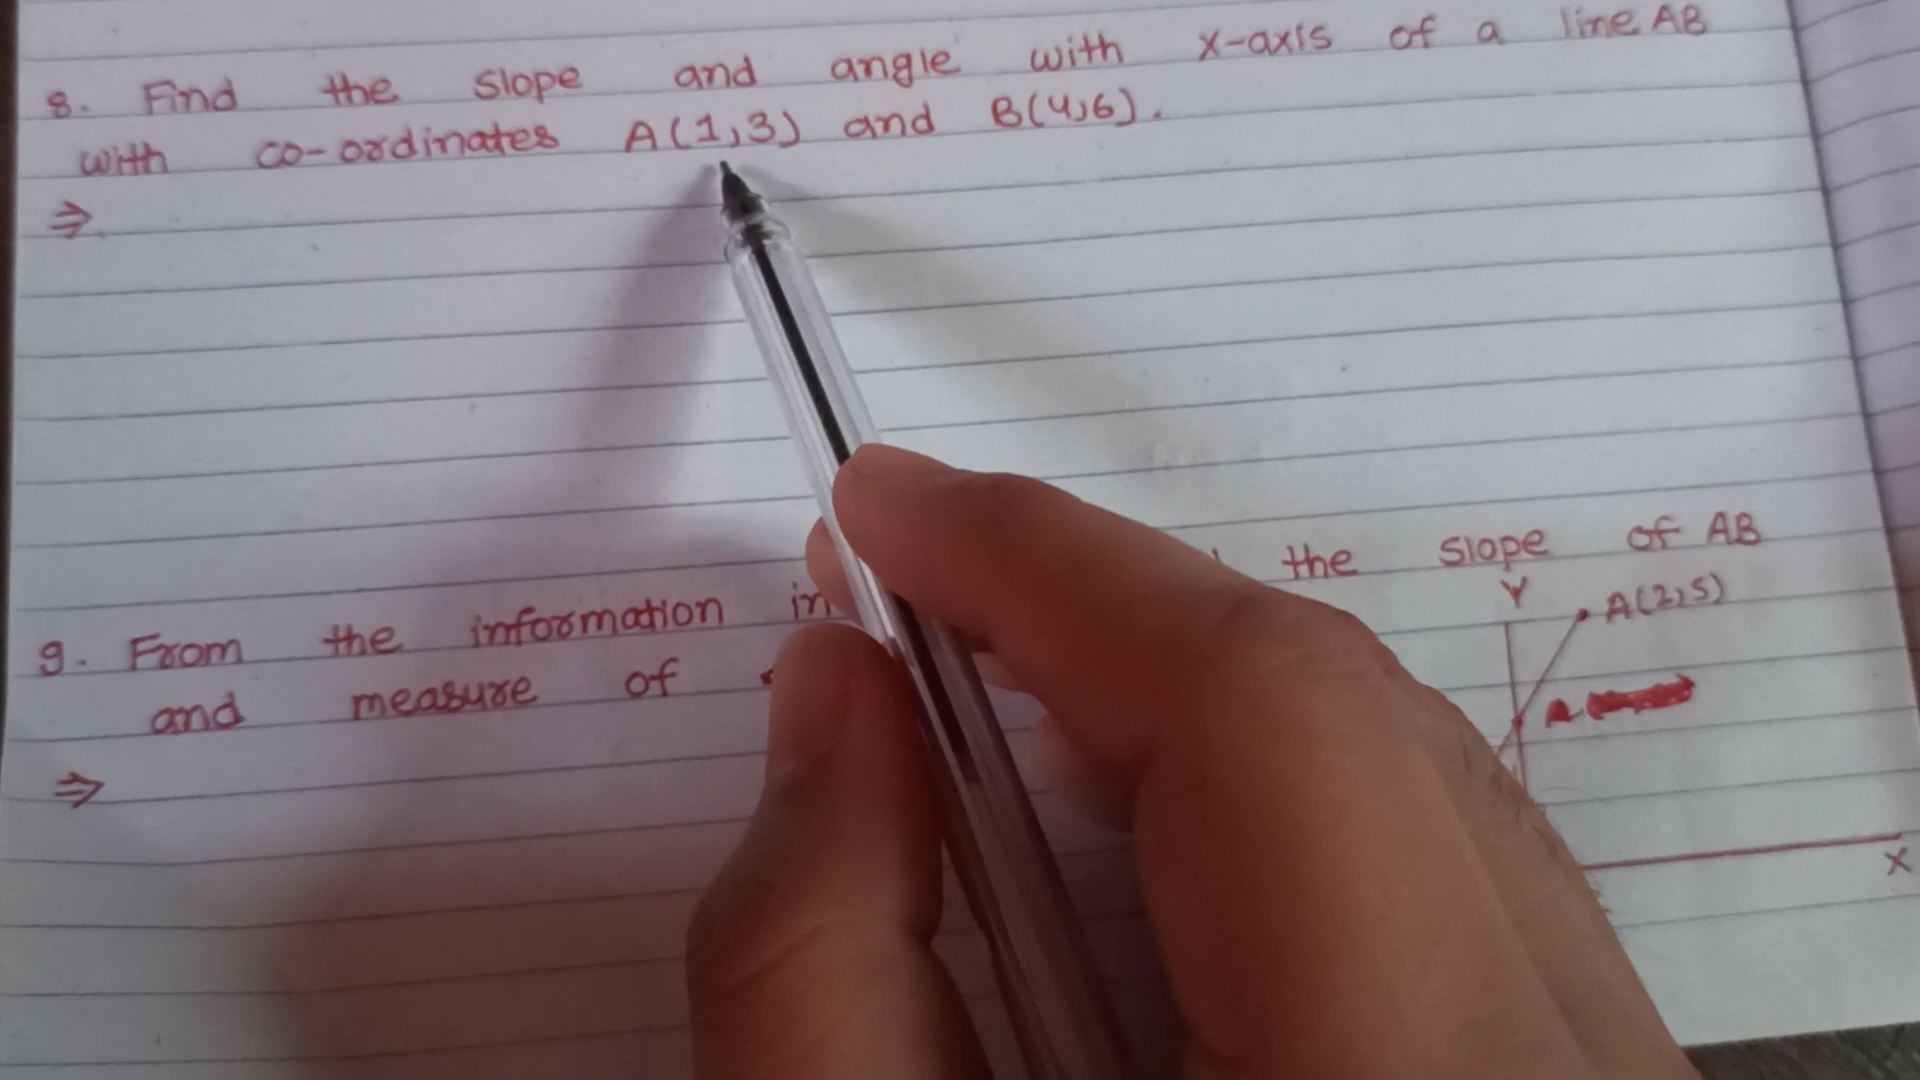 8. Find the slope and angle with x-axis of a line AB
with co-ordinates A(1,3) and B(4,6).
⇒
9. From the information in the slope of AB
and measure of
⇒
Y
A(2,5)
A
X